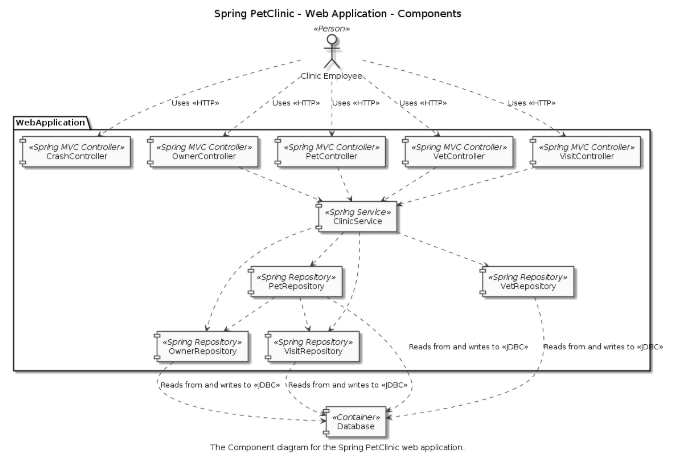 Spring PetClinic - Web Application - Components
«Person»
Clinic Employee
Uses «HTTP»
Uses «HTTP»
Uses «HTTP»
Uses «HTTP»
Uses «HTTP»
WebApplication
«Spring MVC Controller»
CrashController
«Spring MVC Controller»
OwnerController
«Spring MVC Controller»
PetController
«Spring MVC Controller»
VetController
«Spring MVC Controller»
VisitController
«Spring Service»
ClinicService
«Spring Repository»
PetRepository
«Spring Repository»
VetRepository
«Spring Repository»
OwnerRepository
«Spring Repository»
VisitRepository
Reads from and writes to «JDBC»
Reads from and writes to «JDBC»
Reads from and writes to «JDBC»
Reads from and writes to «JDBC»
«Container»
Database
The Component diagram for the Spring PetClinic web application.